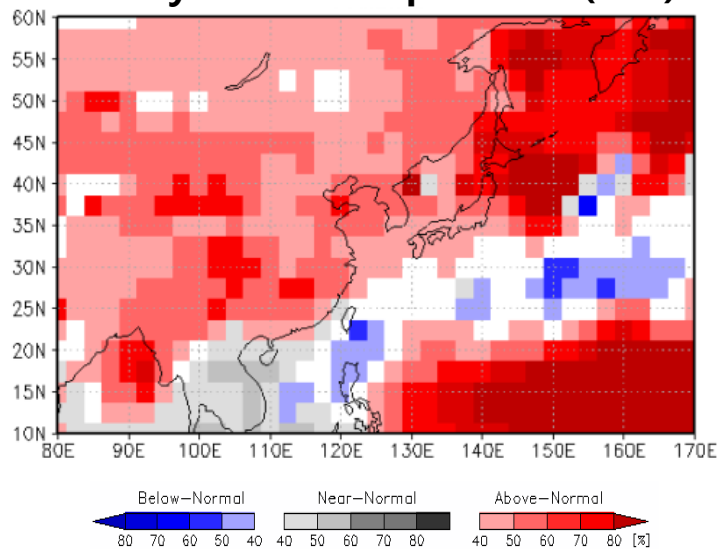 60N
55N
50N
45N
40N
35N
30N
25N
20N
15N
10N
80E 90E 100E 110E 120E 130E 140E 150E 160E 170E
Below-Normal Near-Normal Above-Normal
80 70 60 50 40 40 50 60 70 80 40 50 60 70 80 [%]